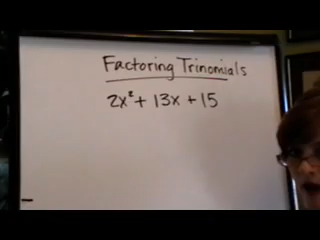 Factoring Trinomials
2x² + 13x + 15